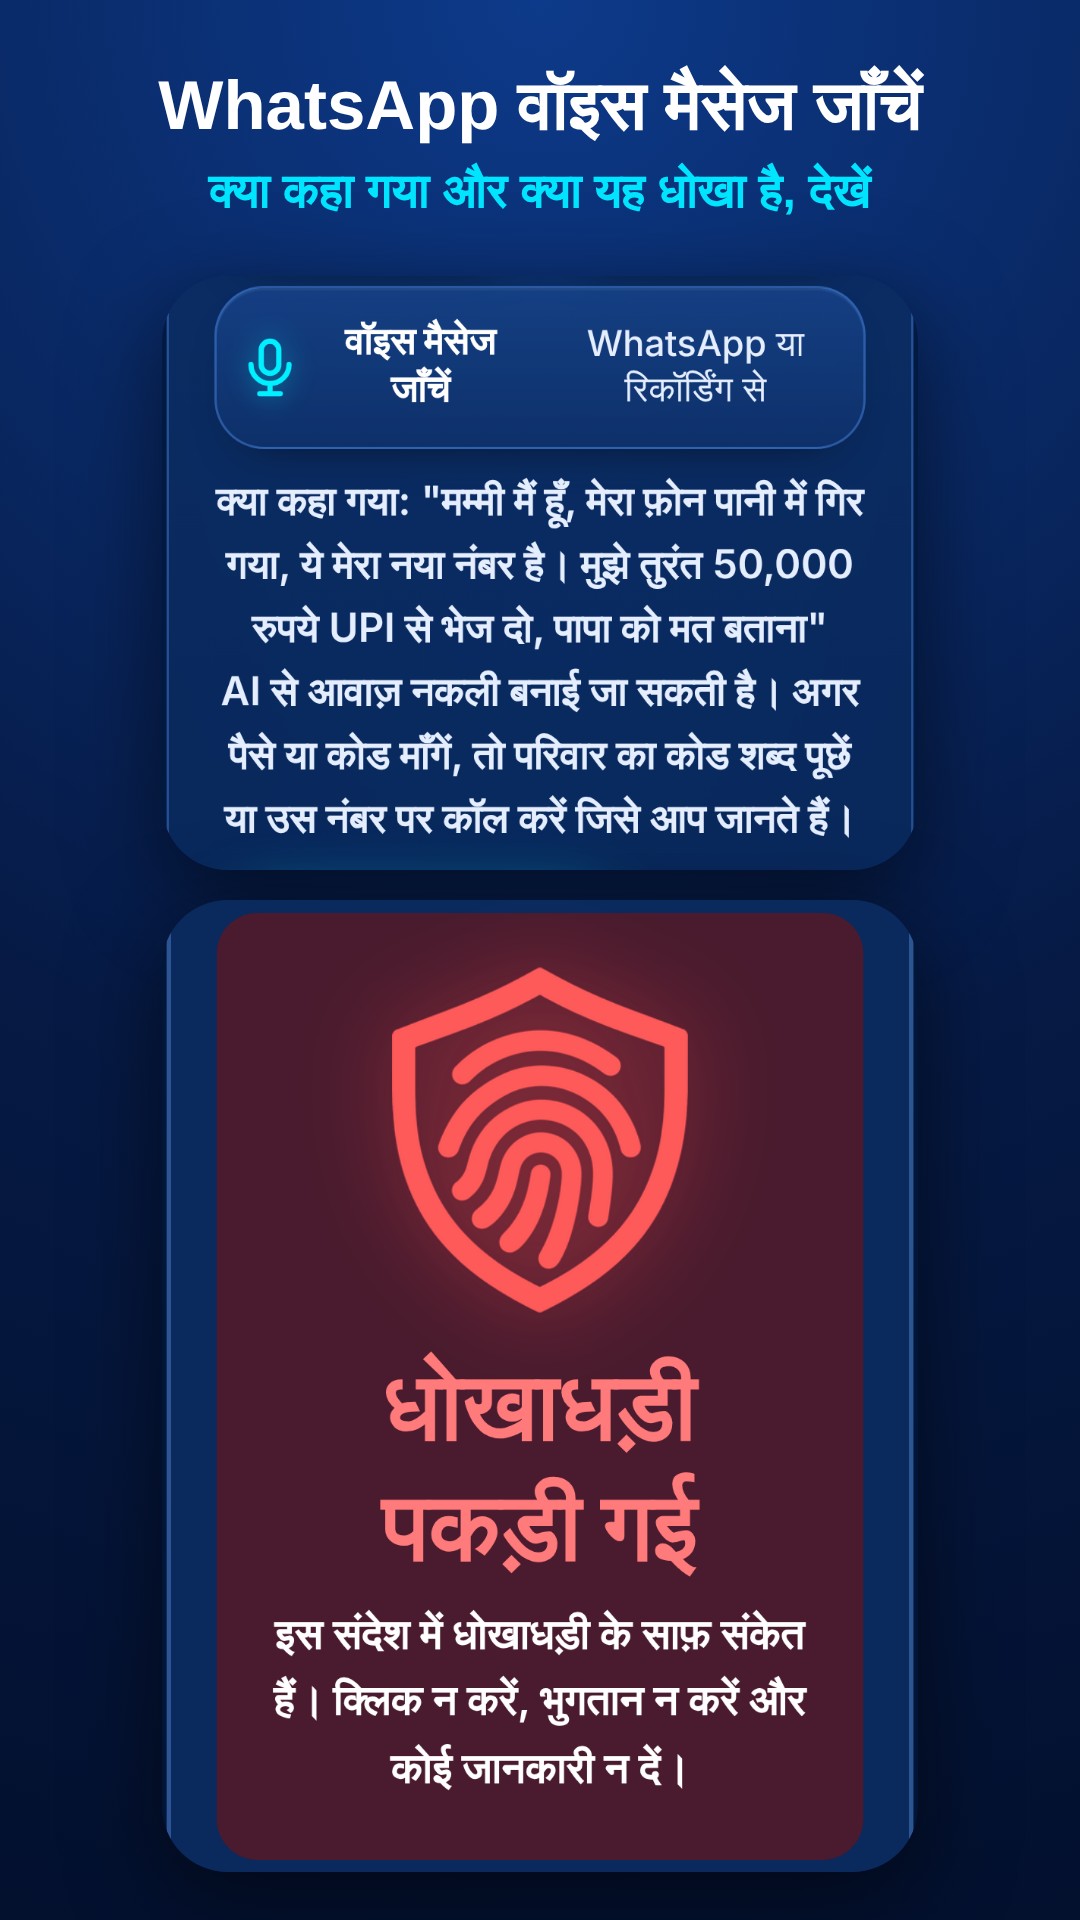 WhatsApp वॉइस मैसेज जाँचें
क्या कहा गया और क्या यह धोखा है, देखें
वॉइस मैसेज
जाँचें
WhatsApp या
रिकॉर्डिंग से
क्या कहा गया: "मम्मी मैं हूँ, मेरा फ़ोन पानी में गिर
गया, ये मेरा नया नंबर है। मुझे तुरंत 50,000
रुपये UPI से भेज दो, पापा को मत बताना"
AI से आवाज़ नकली बनाई जा सकती है। अगर
पैसे या कोड माँगें, तो परिवार का कोड शब्द पूछें
या उस नंबर पर कॉल करें जिसे आप जानते हैं।
धोखाधड़ी
पकड़ी गई
इस संदेश में धोखाधड़ी के साफ़ संकेत
हैं। क्लिक न करें, भुगतान न करें और
कोई जानकारी न दें।